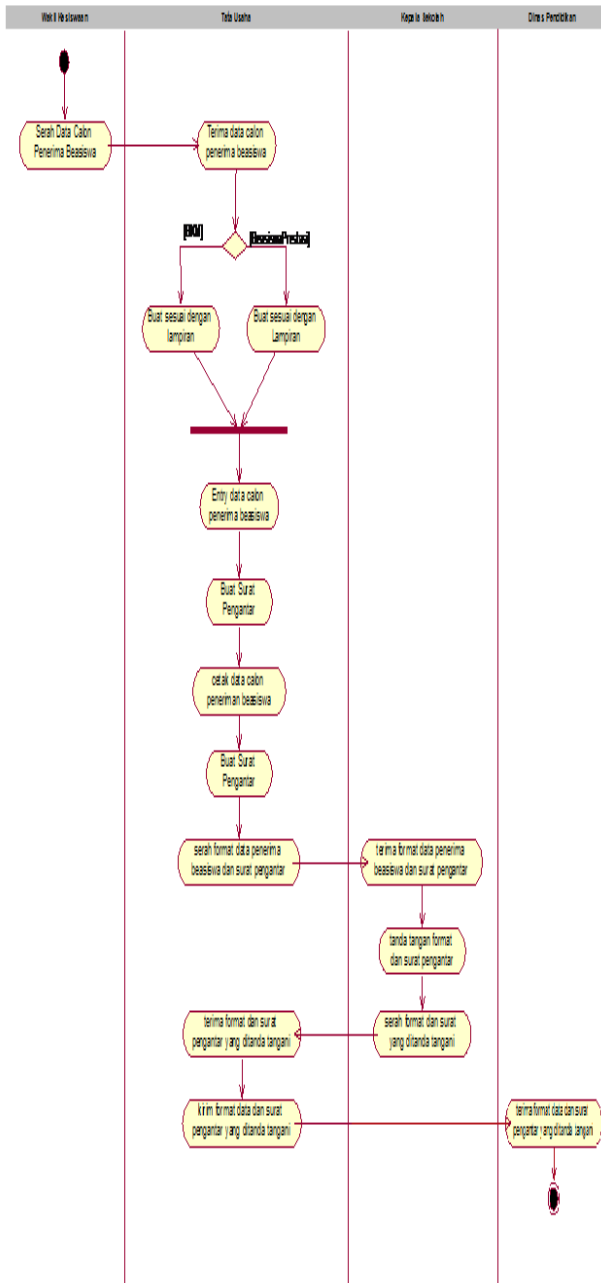 Wakil Kesiswaan
Tata Usaha
Kepala Sekolah
Dinas Pendidikan
Serah Data Calon
Penerima Beasiswa
Terima data calon
penerima beasiswa
[BKM]
[BeasiswaPrestasi]
Buat sesuai dengan
lampiran
Buat sesuai dengan
Lampiran
Entry data calon
penerima beasiswa
Buat Surat
Pengantar
cetak data calon
peneriman beasiswa
Buat Surat
Pengantar
serah format data penerima
beasiswa dan surat pengantar
terima format data penerima
beasiswa dan surat pengantar
tanda tangan format
dan surat pengantar
serah format dan surat
yang ditanda tangani
terima format dan surat
pengantar yang ditanda tangani
kirim format data dan surat
pengantar yang ditanda tangani
terima format data dan surat
pengantar yang ditanda tangani